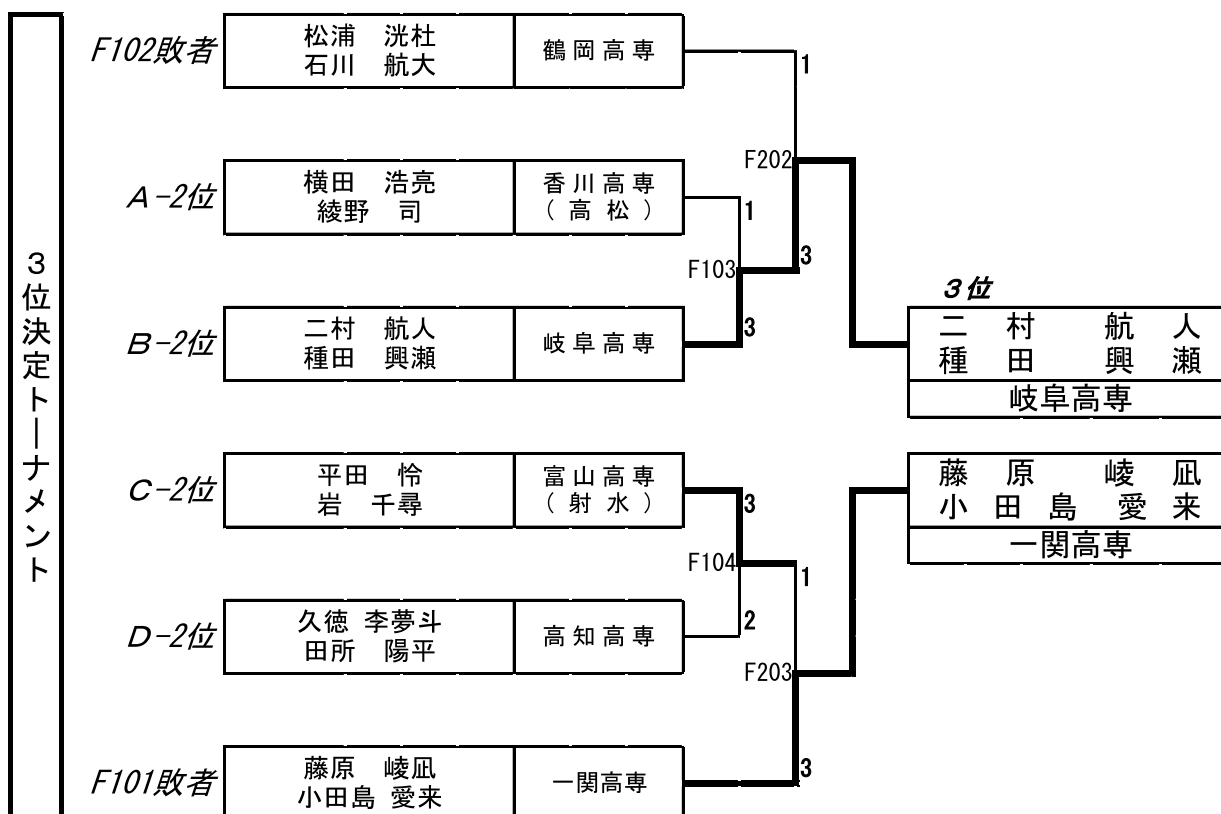 3位決定トーナメント
F102敗者
松浦 洸杜
石川 航大
鶴岡高専
1
F202
A-2位
横田 浩亮
綾野 司
香川高専
(高松)
1
F103
3
3
B-2位
二村 航人
種田 興瀬
岐阜高専
3位
二村 航人
種田 興瀬
岐阜高専
C-2位
平田 怜
岩 千尋
富山高専
(射水)
3
F104
1
藤原 崚凪
小田島 愛来
一関高専
D-2位
久徳 李夢斗
田所 陽平
高知高専
2
F203
F101敗者
藤原 崚凪
小田島 愛来
一関高専
3